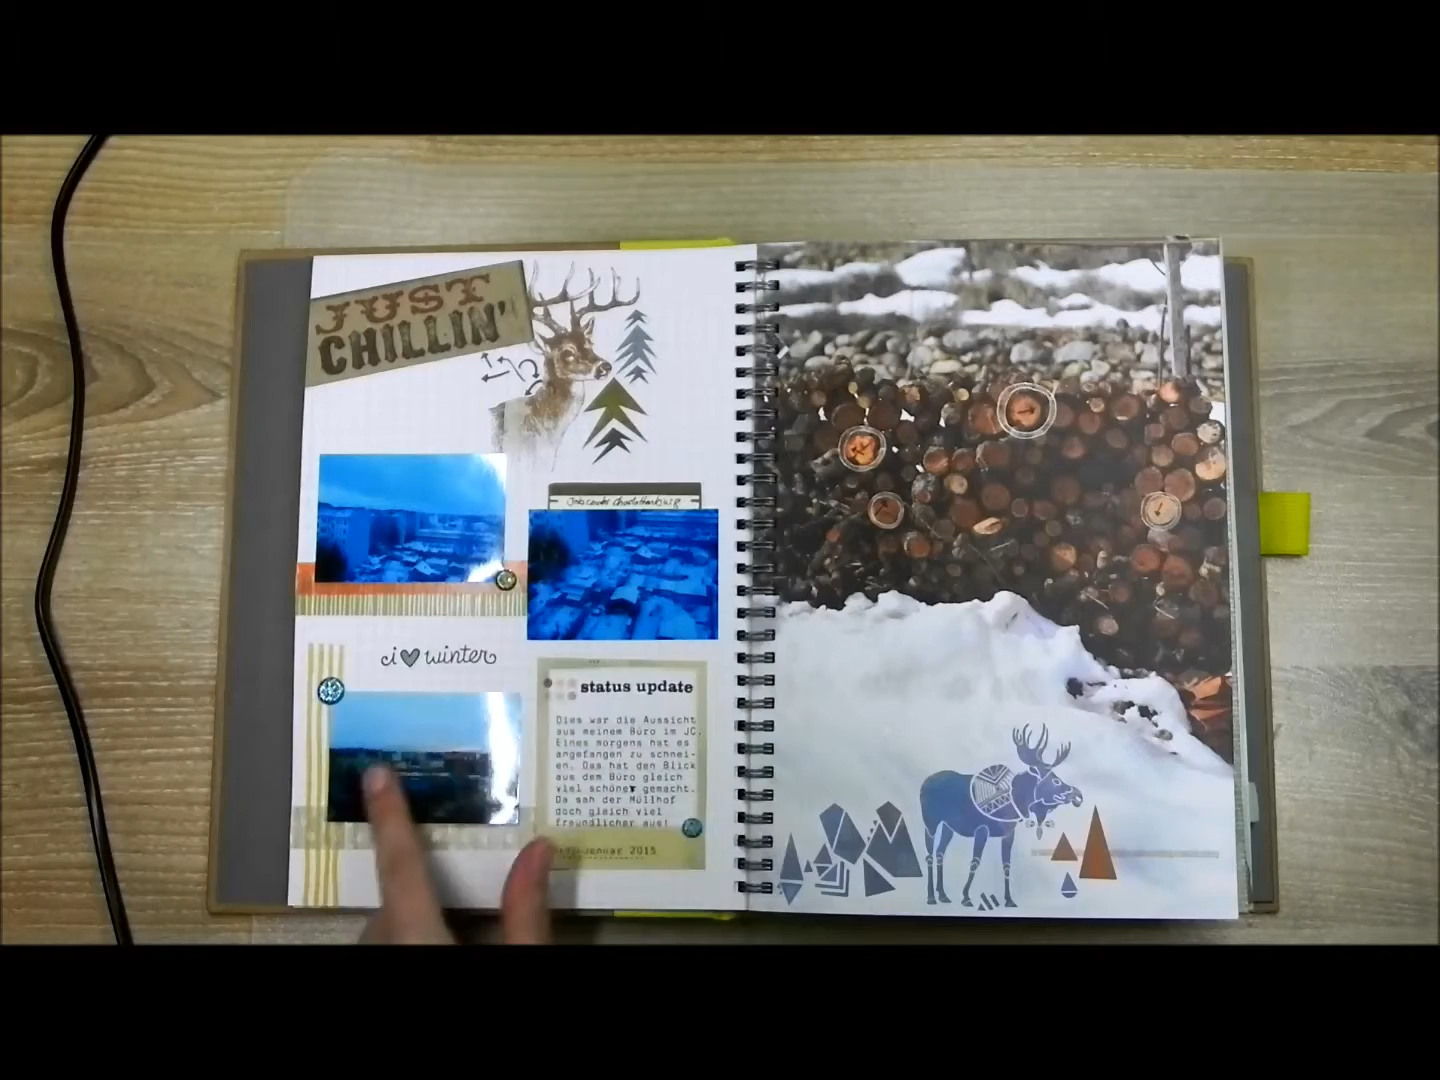 JUST
CHILLIN'
Jobcenter Charlottenburg
i winter
status update
Dies war die Aussicht
aus meinem Büro im JC.
Eines morgens hat es
angefangen zu schnei-
en. Das hat den Blick
aus dem Büro gleich
viel schöner gemacht.
Da sah der Müllhof
doch gleich viel
freundlicher aus!
Januar 2015